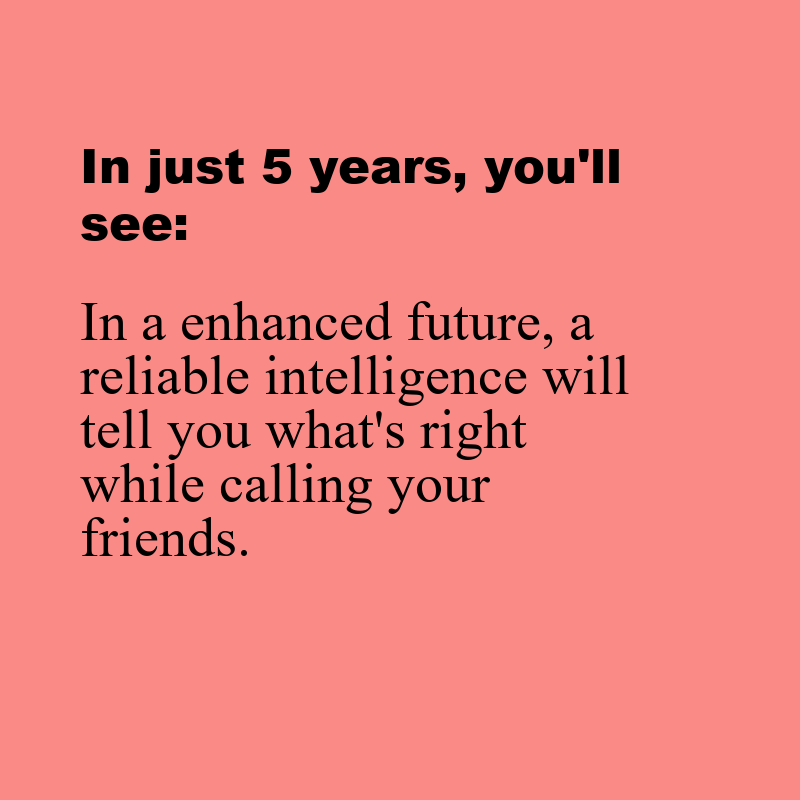 In just 5 years, you'll
see:
In a enhanced future, a
reliable intelligence will
tell you what's right
while calling your
friends.